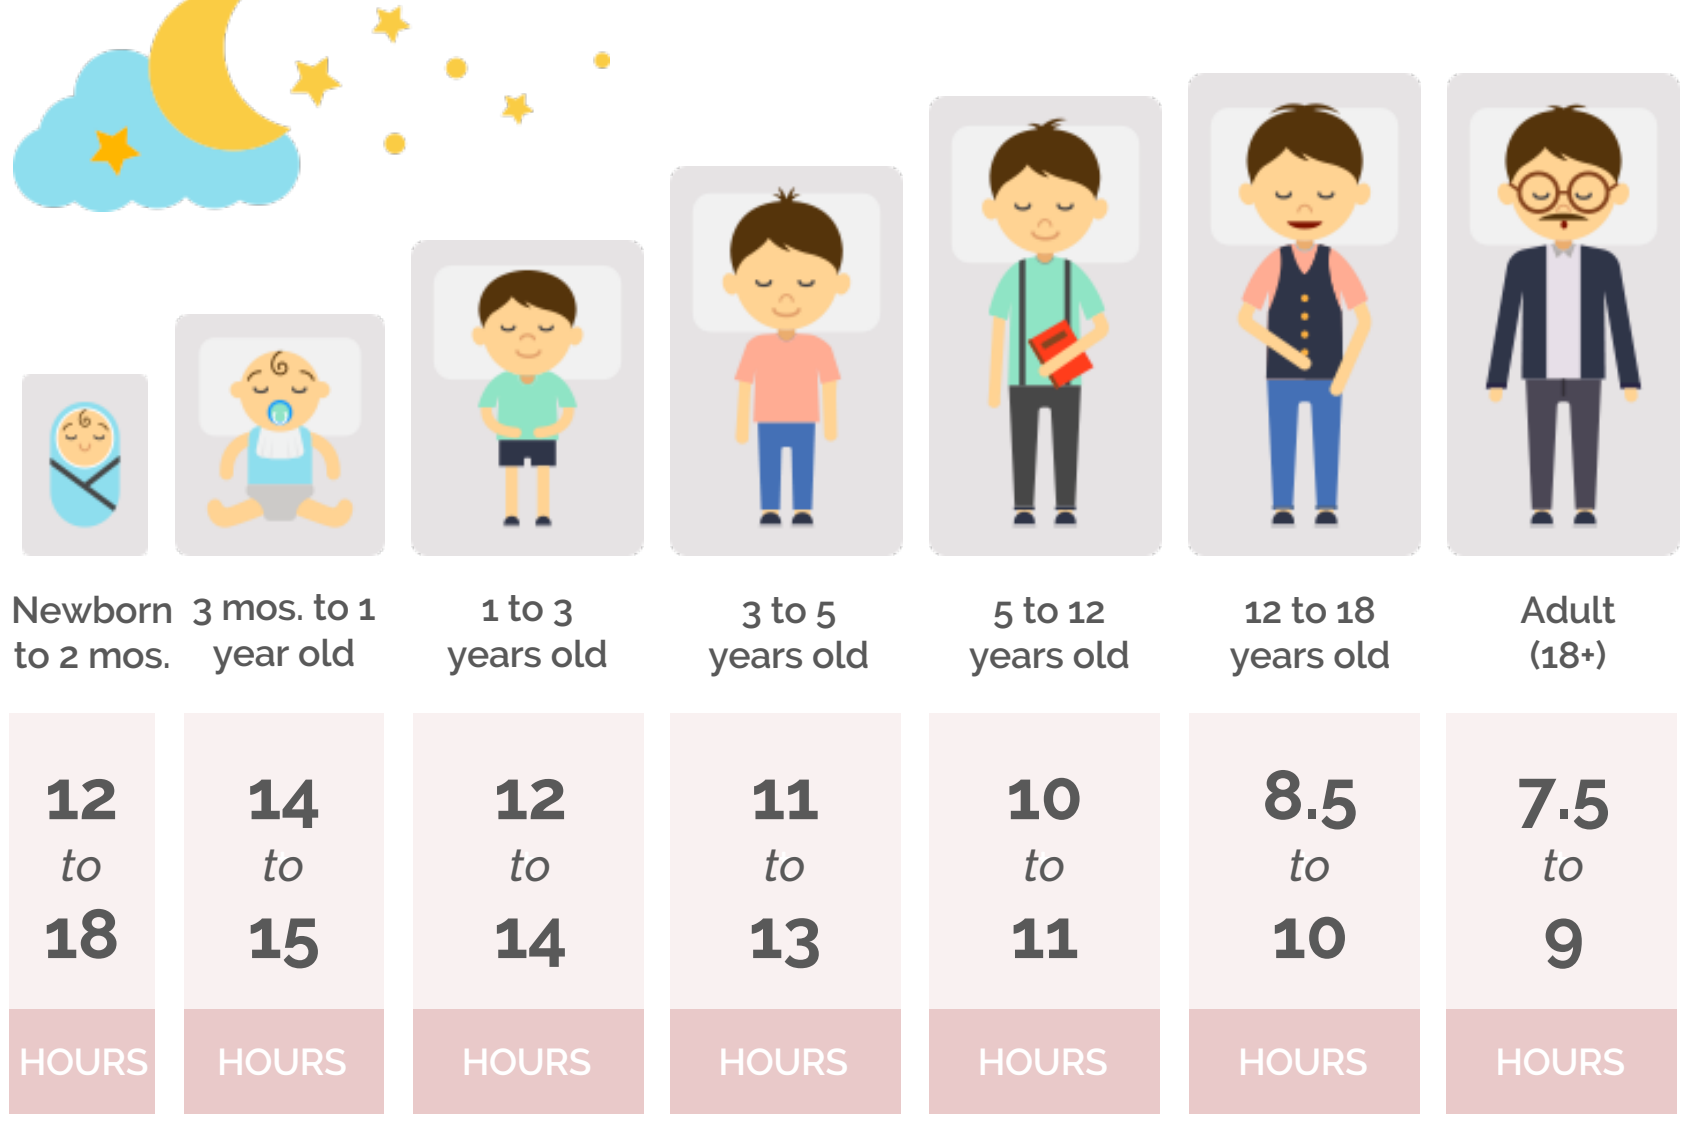 Newborn
to 2 mos.
3 mos. to 1
year old
1 to 3
years old
3 to 5
years old
5 to 12
years old
12 to 18
years old
Adult
(18+)
12
to
18
HOURS
14
to
15
HOURS
12
to
14
HOURS
11
to
13
HOURS
10
to
11
HOURS
8.5
to
10
HOURS
7.5
to
9
HOURS